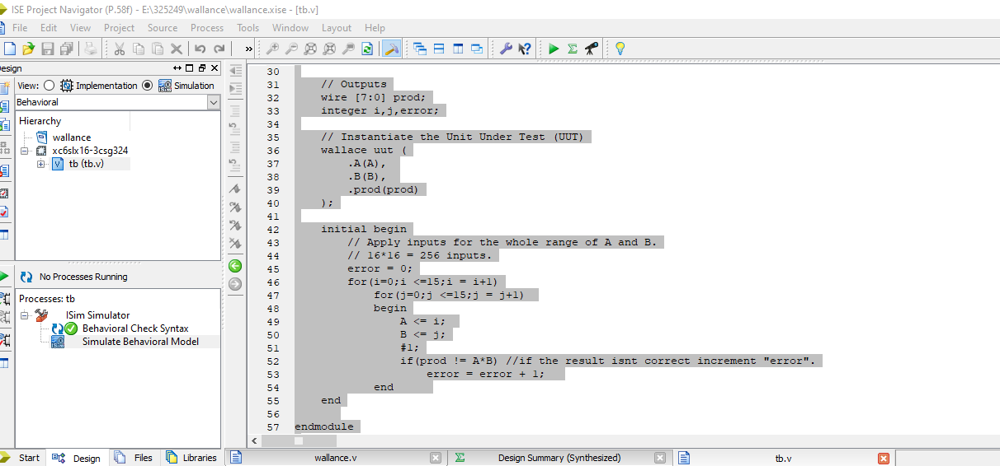 ISE Project Navigator (P.58f) - E:\325249\wallance\wallance.xise - [tb.v]
File Edit View Project Source Process Tools Window Layout Help
Design
View: Implementation Simulation
Behavioral
Hierarchy
wallance
xc6slx16-3csg324
tb (tb.v)
No Processes Running
Processes: tb
ISim Simulator
Behavioral Check Syntax
Simulate Behavioral Model
30
31 // Outputs
32 wire [7:0] prod;
33 integer i,j,error;
34
35 // Instantiate the Unit Under Test (UUT)
36 wallace uut (
37 .A(A),
38 .B(B),
39 .prod(prod)
40 );
41
42 initial begin
43 // Apply inputs for the whole range of A and B.
44 // 16*16 = 256 inputs.
45 error = 0;
46 for(i=0;i <=15;i = i+1)
47 for(j=0;j <=15;j = j+1)
48 begin
49 A <= i;
50 B <= j;
51 #1;
52 if(prod != A*B) //if the result isnt correct increment "error".
53 error = error + 1;
54 end
55 end
56
57 endmodule
Start Design Files Libraries
wallance.v Design Summary (Synthesized) tb.v